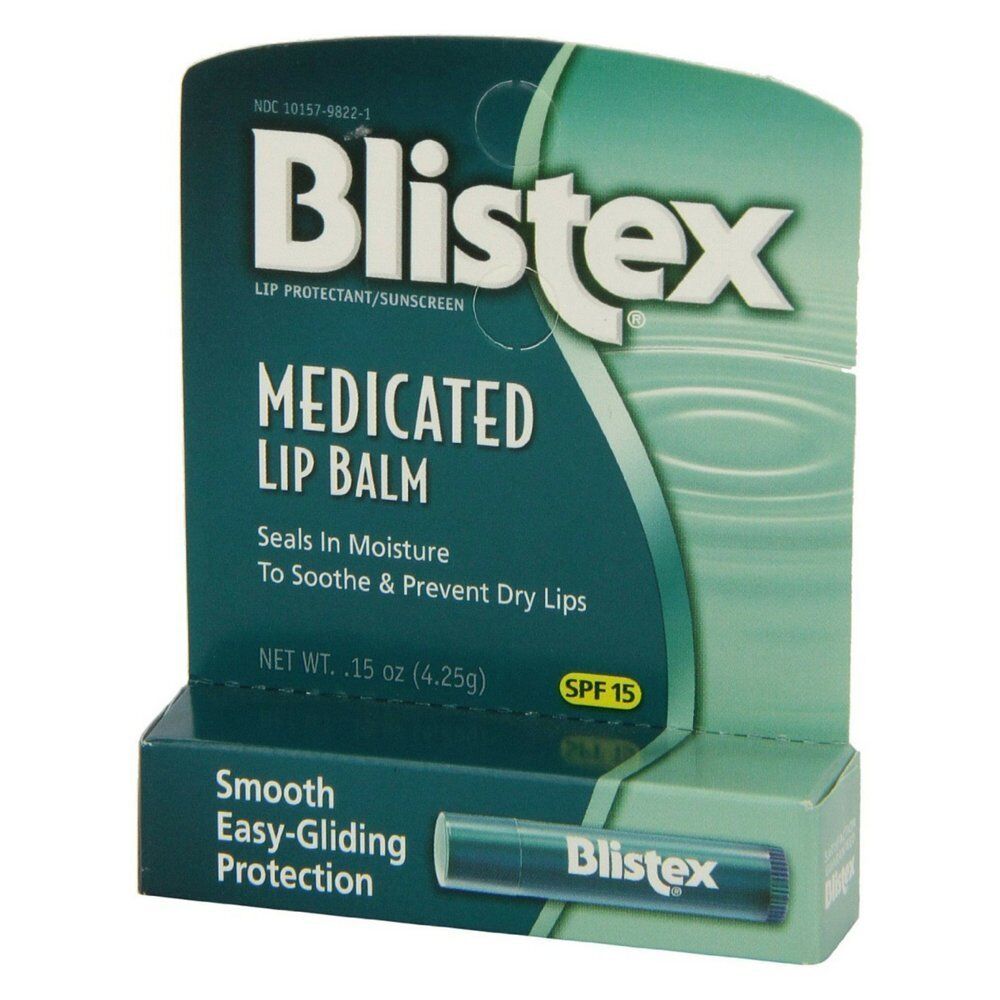 NDC 10157-9822-1
Blistex®
LIP PROTECTANT/SUNSCREEN
MEDICATED
LIP BALM
Seals In Moisture
To Soothe & Prevent Dry Lips
NET WT. .15 oz (4.25g)
SPF 15
Smooth
Easy-Gliding
Protection
Blistex®
Blistex